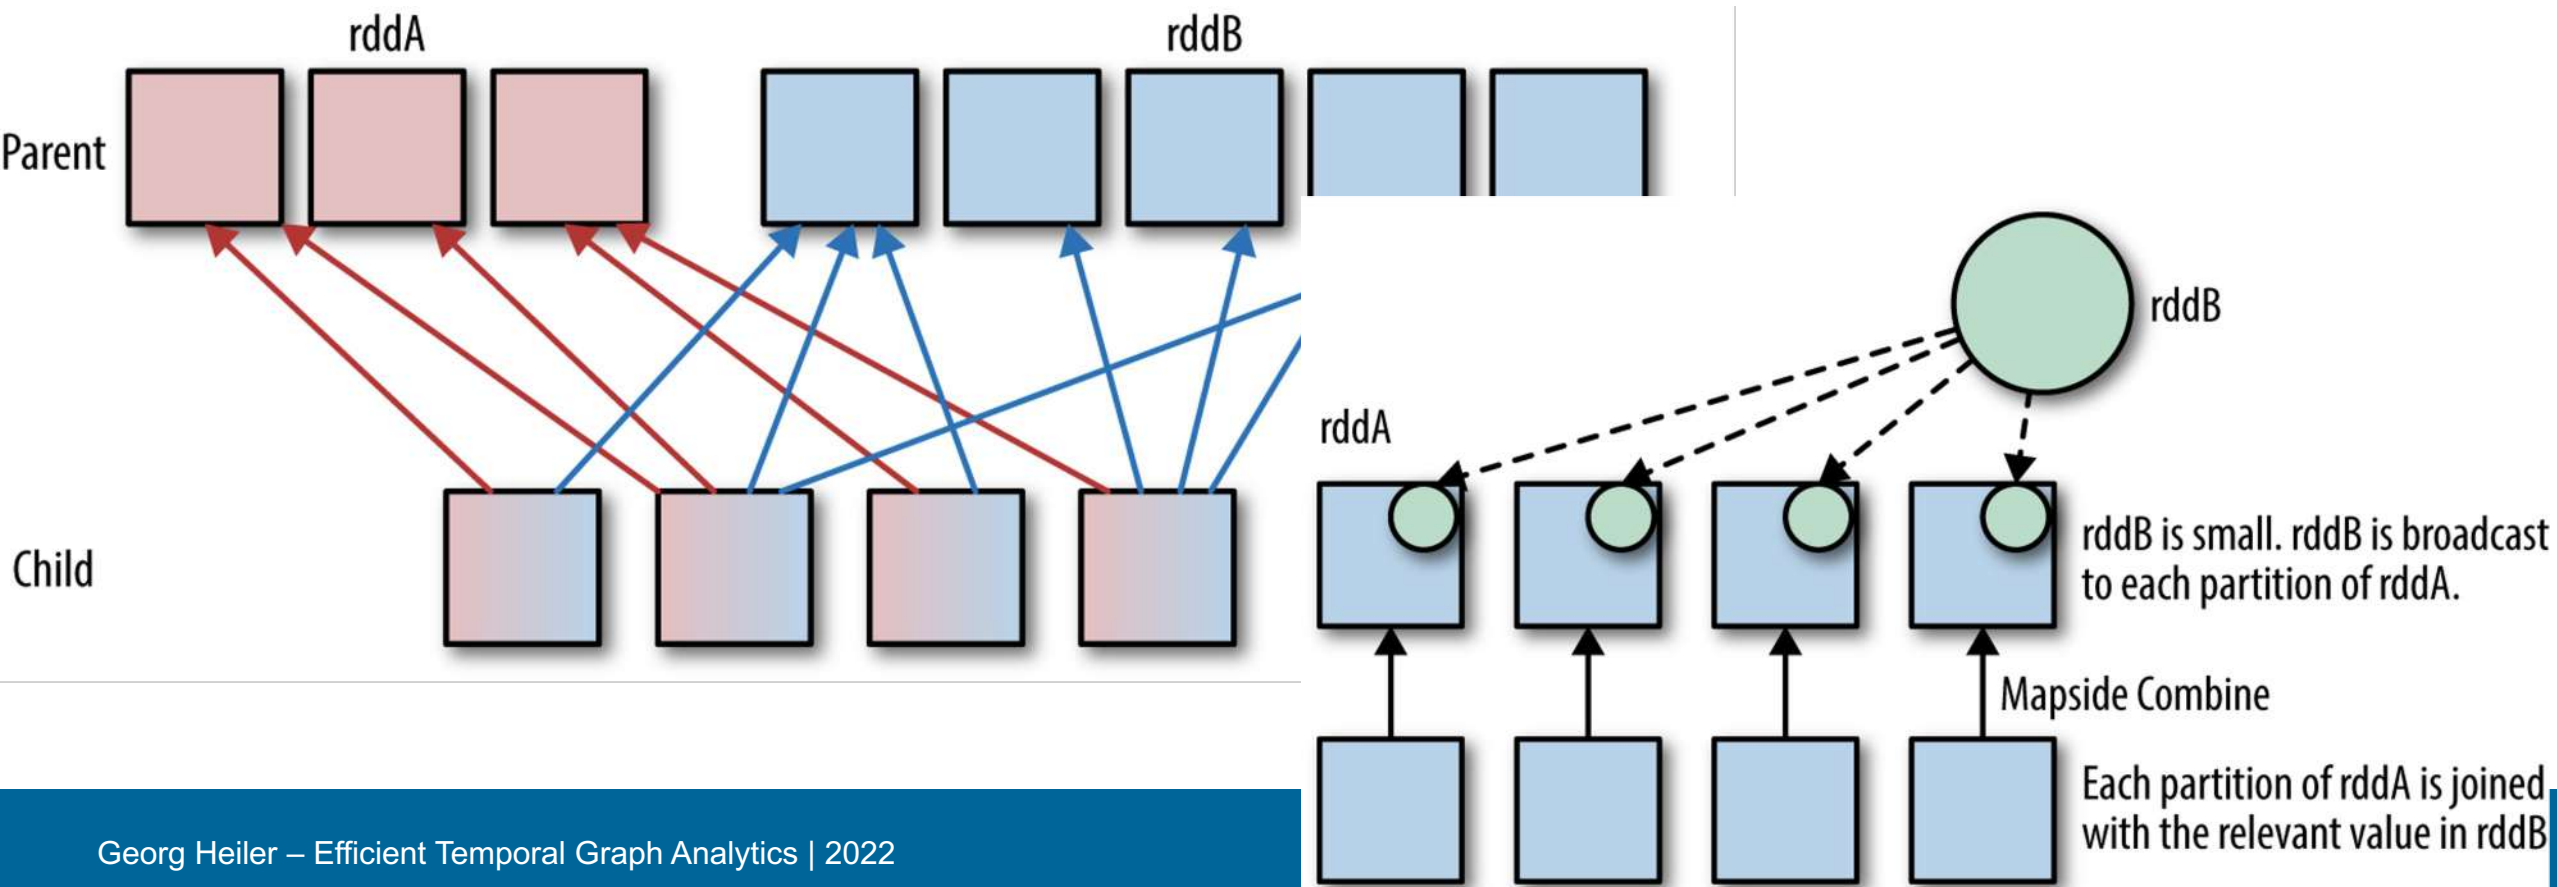 rddA
rddB
Parent
Child
rddB
rddA
rddB is small. rddB is broadcast
to each partition of rddA.
Mapside Combine
Each partition of rddA is joined
with the relevant value in rddB
Georg Heiler – Efficient Temporal Graph Analytics | 2022